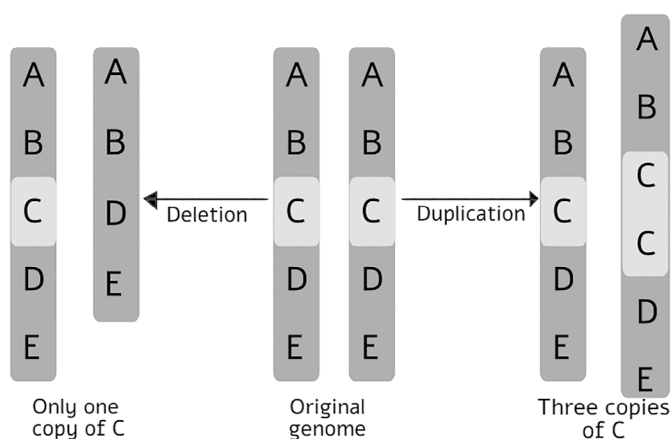 A
B
C
D
E
A
B
D
E
Deletion
A
B
C
D
E
A
B
C
D
E
Duplication
A
B
C
D
E
A
B
C
C
D
E
Only one
copy of C
Original
genome
Three copies
of C